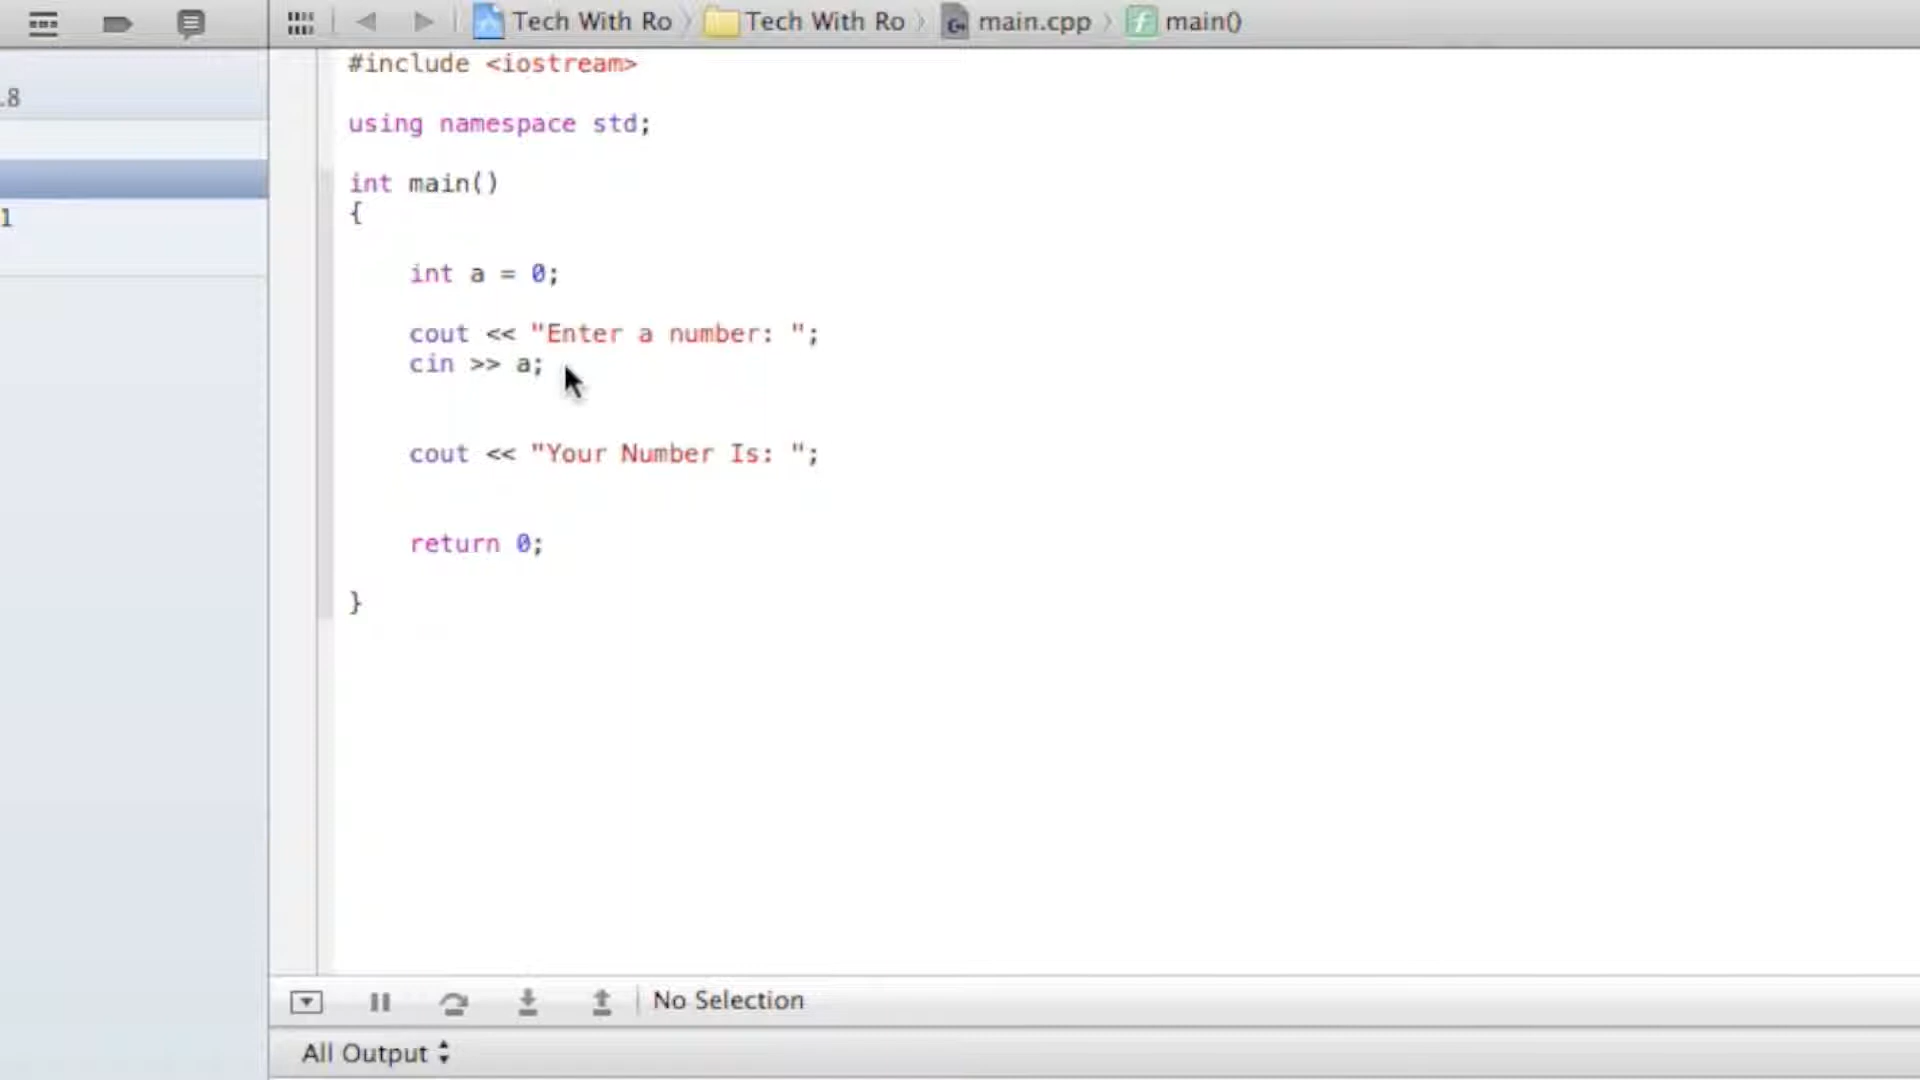 Tech With Ro Tech With Ro main.cpp main()
.8
1
#include <iostream>
using namespace std;
int main()
{
int a = 0;
cout << "Enter a number: ";
cin >> a;
cout << "Your Number Is: ";
return 0;
}
No Selection
All Output